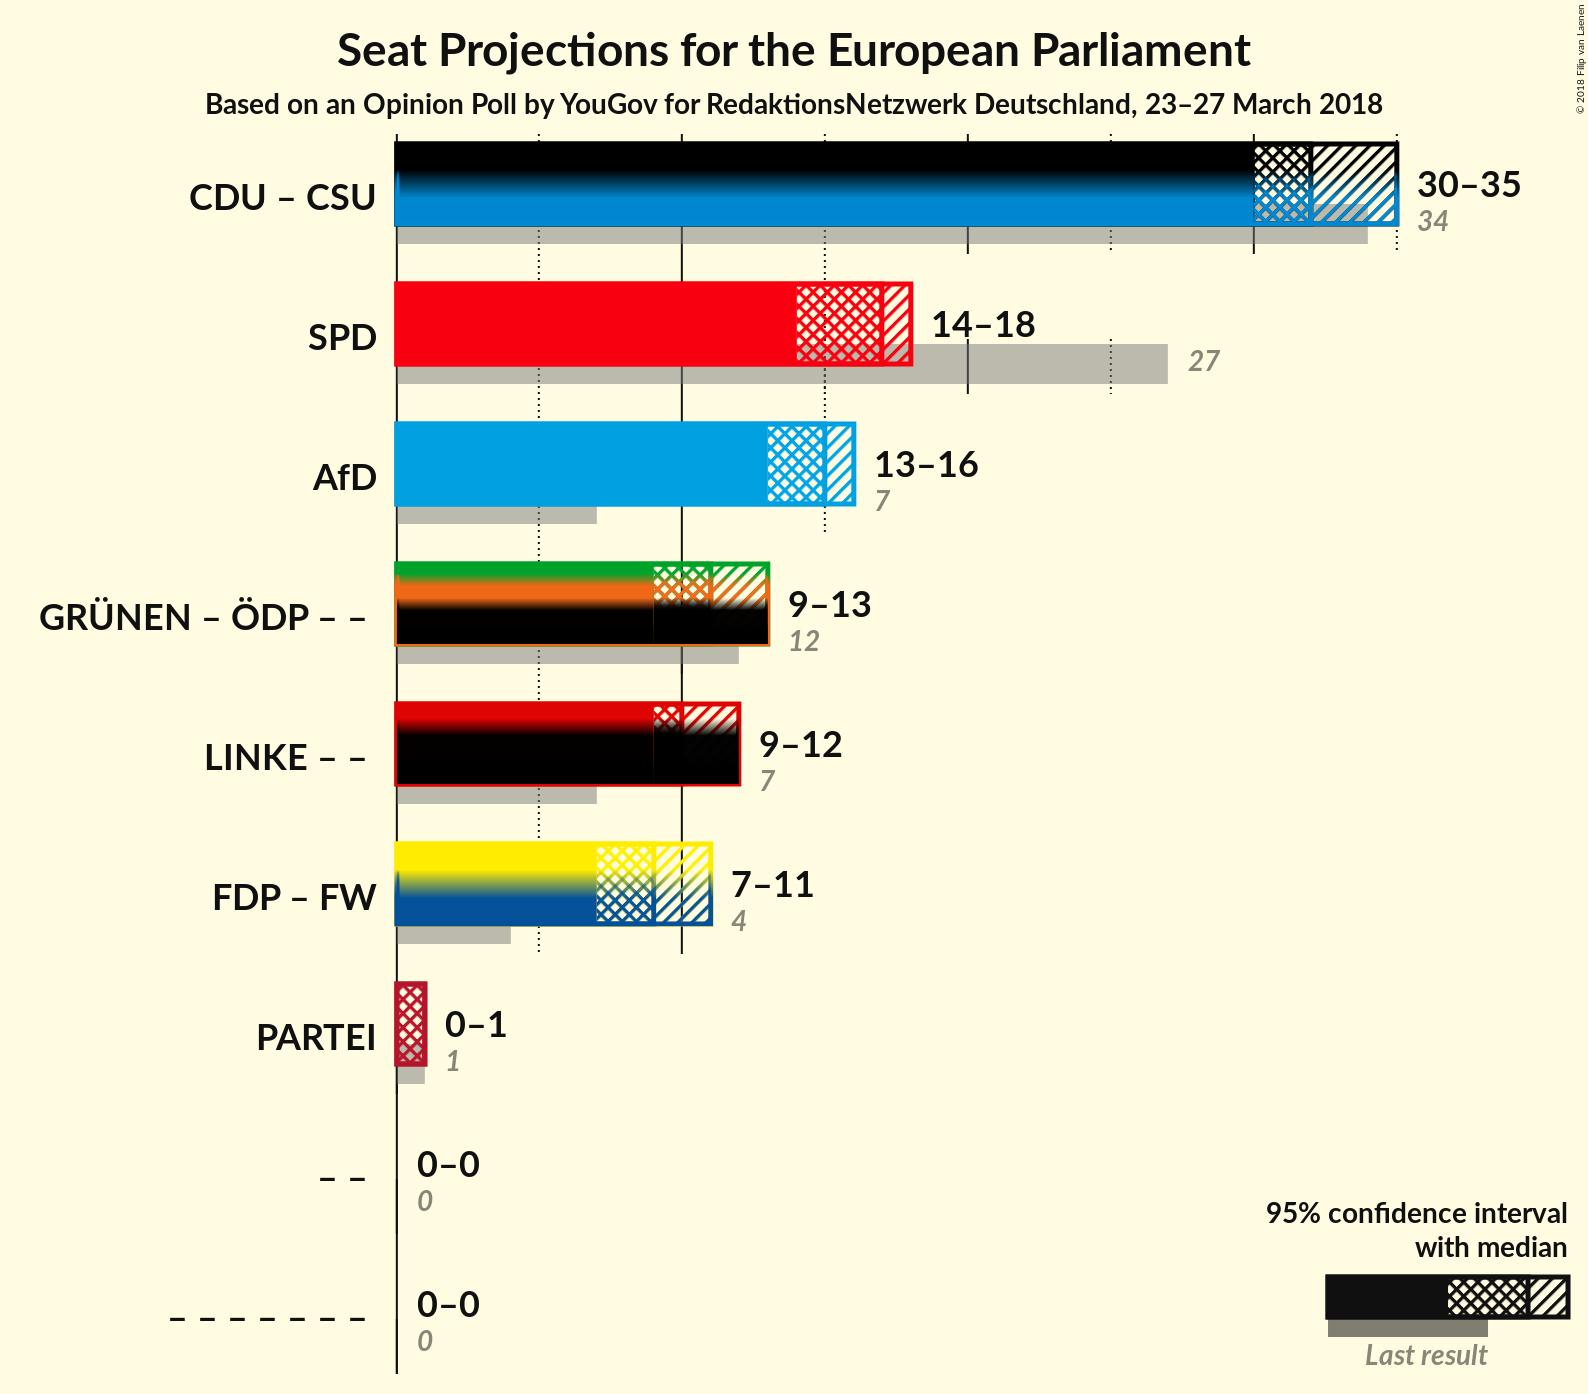 Seat Projections for the European Parliament
Based on an Opinion Poll by YouGov for RedaktionsNetzwerk Deutschland, 23–27 March 2018
© 2018 Filip van Laenen
CDU – CSU
30–35
34
SPD
14–18
27
AfD
13–16
7
GRÜNEN – ÖDP – –
9–13
12
LINKE – –
9–12
7
FDP – FW
7–11
4
PARTEI
0–1
1
– –
0–0
0
– – – – – – –
0–0
0
95% confidence interval
with median
Last result